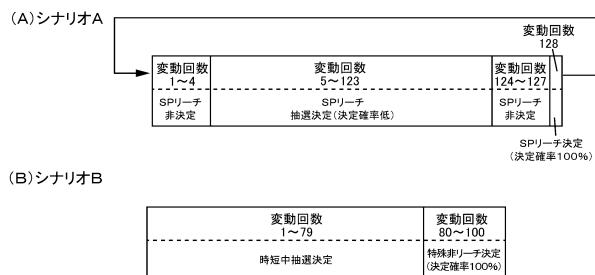 (A)シナリオA
変動回数
128
変動回数
1~4
変動回数
5~123
変動回数
124~127
SPリーチ
非決定
SPリーチ
抽選決定(決定確率低)
SPリーチ
非決定
SPリーチ決定
(決定確率100%)
(B)シナリオB
変動回数
1~79
変動回数
80~100
時短中抽選決定
特殊非リーチ決定
(決定確率100%)